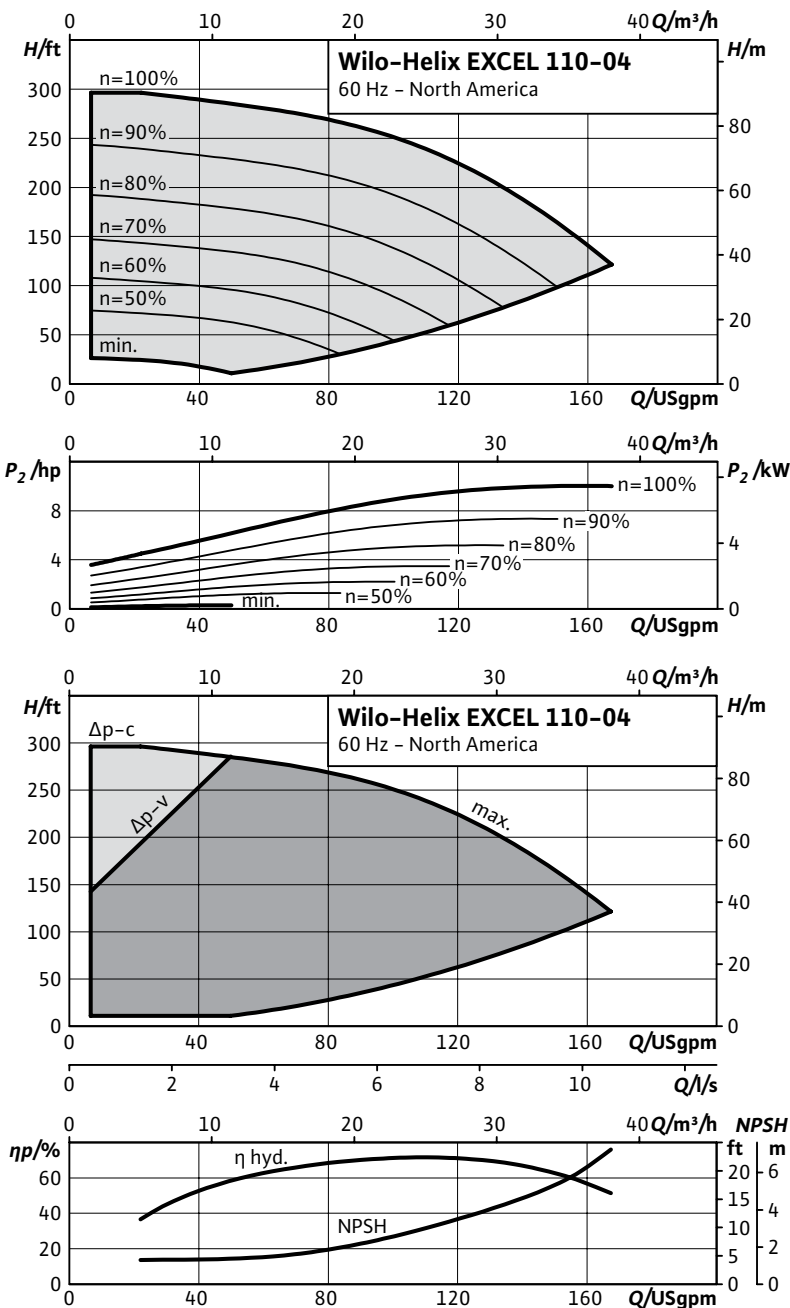 0 10 20 30 40 Q/m³/h
H/ft H/m
Wilo-Helix EXCEL 110-04
60 Hz – North America
n=100%
300
n=90%
250
80
n=80%
200
60
n=70%
150
40
n=60%
100
n=50%
50
20
min.
0 0
40 80 120 160 Q/USgpm
0 10 20 30 40 Q/m³/h
P₂ /hp P₂ /kW
n=100%
8
n=90%
n=80%
4 4
n=70%
n=60%
min. n=50%
0 0
0 40 80 120 160 Q/USgpm
0 10 20 30 40 Q/m³/h
H/ft H/m
Wilo-Helix EXCEL 110-04
60 Hz – North America
Δp-c
300
250
80
Δp-v
max.
200
60
150
40
100
50
20
0 0
0 40 80 120 160 Q/USgpm
0 2 4 6 8 10 Q/l/s
0 10 20 30 40 Q/m³/h NPSH
ηp/% ft m
η hyd.
60 20 6
15
40 4
10
NPSH
20 2
5
0 0 0
0 40 80 120 160 Q/USgpm